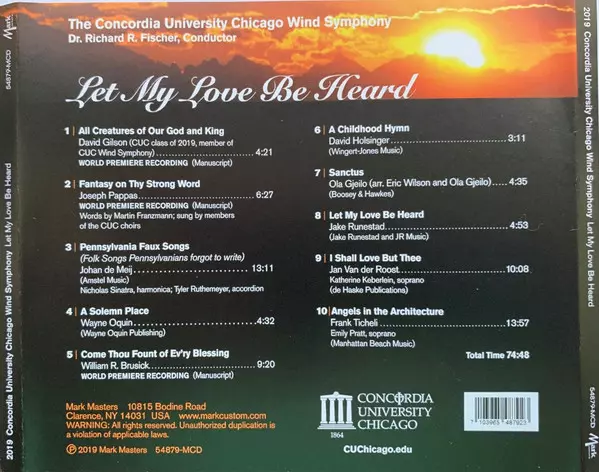 The Concordia University Chicago Wind Symphony
Dr. Richard R. Fischer, Conductor
Let My Love Be Heard
1 All Creatures of Our God and King
David Gilson (CUC class of 2019, member of
CUC Wind Symphony) 4:21
WORLD PREMIERE RECORDING (Manuscript)
2 Fantasy on Thy Strong Word
Joseph Pappas 6:27
WORLD PREMIERE RECORDING (Manuscript)
Words by Martin Franzmann; sung by members
of the CUC choirs
3 Pennsylvania Faux Songs
(Folk Songs Pennsylvanians forgot to write)
Johan de Meij 13:11
(Amstel Music)
Nicholas Sinatra, harmonica; Tyler Ruthemeyer, accordion
4 A Solemn Place
Wayne Oquin 4:32
(Wayne Oquin Publishing)
5 Come Thou Fount of Ev'ry Blessing
William R. Brusick 9:20
WORLD PREMIERE RECORDING (Manuscript)
6 A Childhood Hymn
David Holsinger 3:11
(Wingert-Jones Music)
7 Sanctus
Ola Gjeilo (arr. Eric Wilson and Ola Gjeilo) 4:35
(Boosey & Hawkes)
8 Let My Love Be Heard
Jake Runestad 4:53
(Jake Runestad and JR Music)
9 I Shall Love But Thee
Jan Van der Roost 10:08
Katherine Keberlein, soprano
(de Haske Publications)
10 Angels in the Architecture
Frank Ticheli 13:57
Emily Pratt, soprano
(Manhattan Beach Music)
Total Time 74:48
Mark Masters 10815 Bodine Road
Clarence, NY 14031 USA www.markcustom.com
WARNING: All rights reserved. Unauthorized duplication is
a violation of applicable laws.
℗ © 2019 Mark Masters 54879-MCD
1864
CONCORDIA
UNIVERSITY
CHICAGO
CUChicago.edu
7 103965 487923
Mark
54879-MCD
2019 Concordia University Chicago Wind Symphony Let My Love Be Heard
2019 Concordia University Chicago Wind Symphony Let My Love Be Heard
54879-MCD
Mark